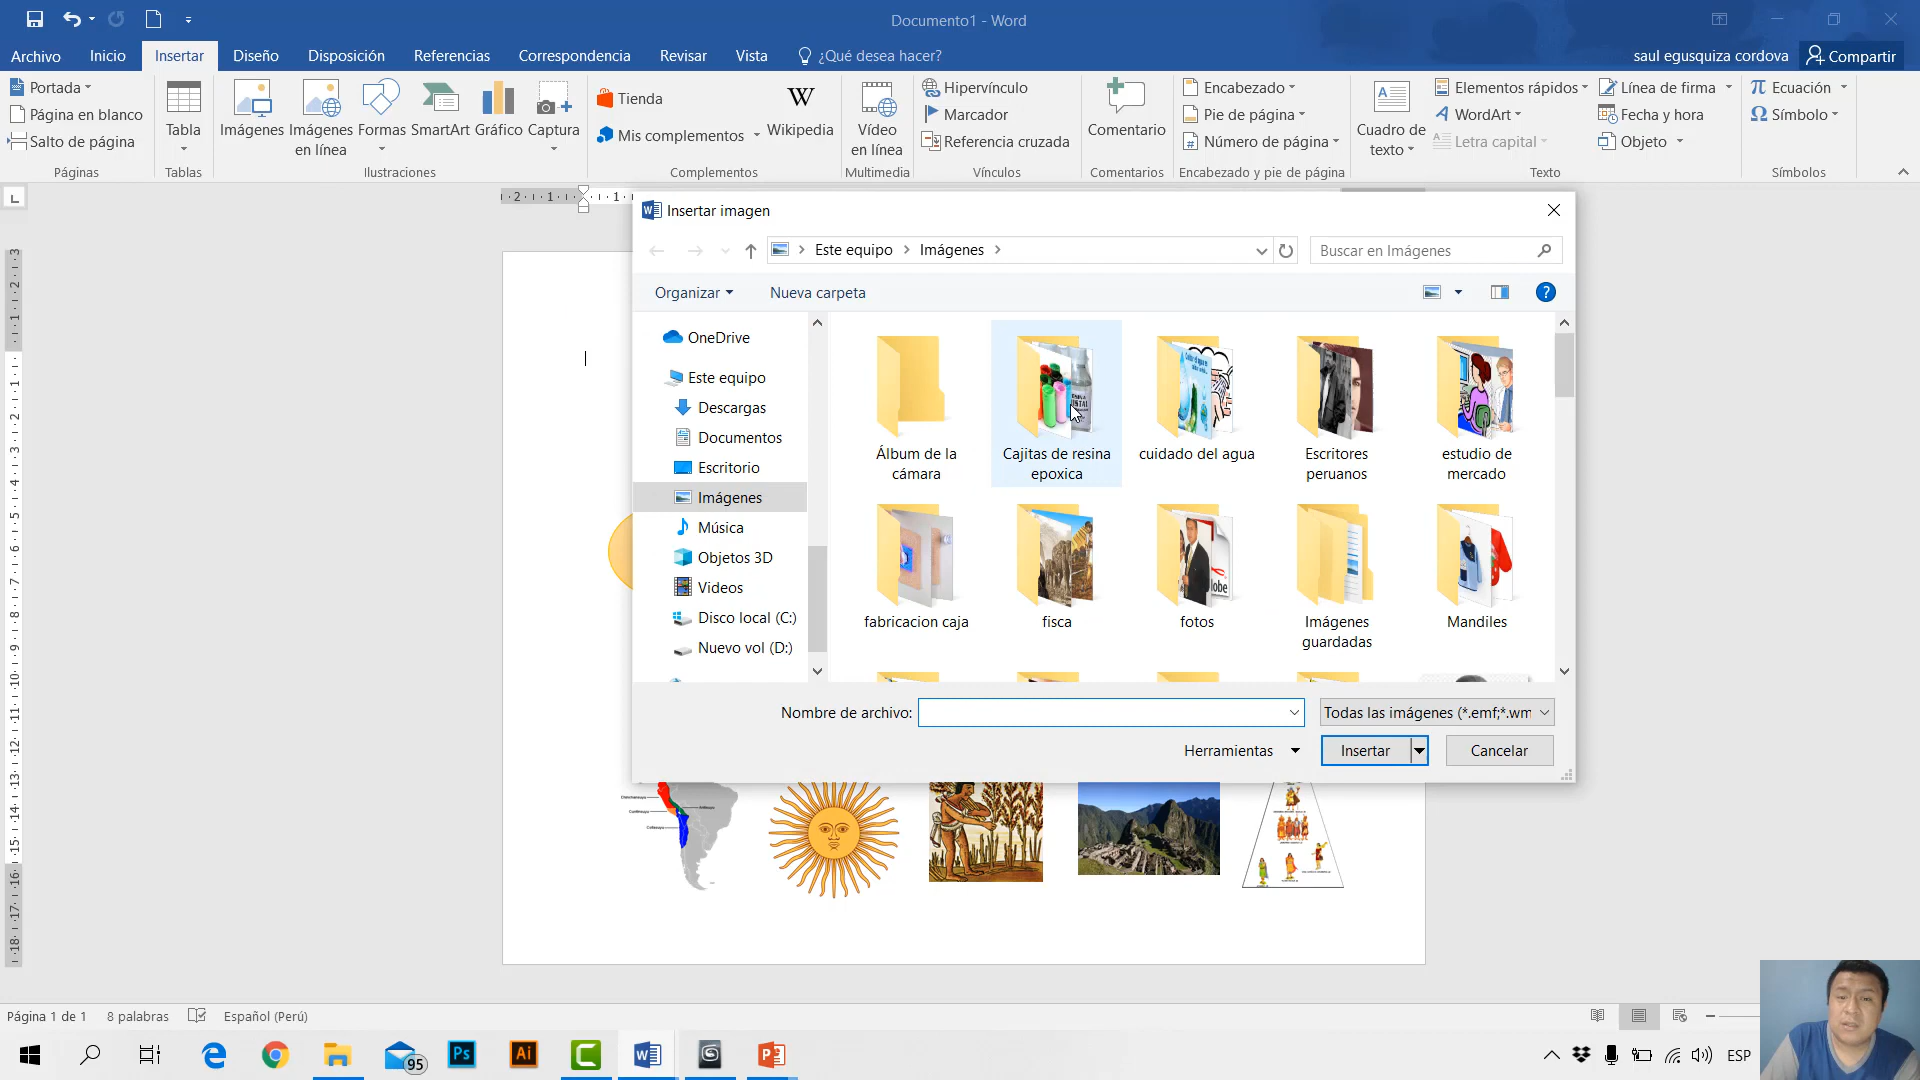 Documento1 - Word
Archivo Inicio Insertar Diseño Disposición Referencias Correspondencia Revisar Vista ¿Qué desea hacer? saul egusquiza cordova Compartir
Portada
Página en blanco
Salto de página
Páginas
Tabla
Tablas
Imágenes
Imágenes en línea
Formas
SmartArt
Gráfico
Captura
Ilustraciones
Tienda
Mis complementos
W
Wikipedia
Complementos
Vídeo en línea
Multimedia
Hipervínculo
Marcador
Referencia cruzada
Vínculos
Comentario
Comentarios
Encabezado
Pie de página
Número de página
Encabezado y pie de página
Cuadro de texto
Elementos rápidos
WordArt
Letra capital
Línea de firma
Fecha y hora
Objeto
Texto
Ecuación
Símbolo
Símbolos
Insertar imagen
Este equipo > Imágenes >
Buscar en Imágenes
Organizar
Nueva carpeta
OneDrive
Este equipo
Descargas
Documentos
Escritorio
Imágenes
Música
Objetos 3D
Videos
Disco local (C:)
Nuevo vol (D:)
Álbum de la cámara
Cajitas de resina epoxica
cuidado del agua
Escritores peruanos
estudio de mercado
fabricacion caja
fisca
fotos
Imágenes guardadas
Mandiles
Nombre de archivo:
Todas las imágenes (*.emf;*.wm
Herramientas
Insertar
Cancelar
Página 1 de 1 8 palabras Español (Perú)
95
Ps
Ai
ESP